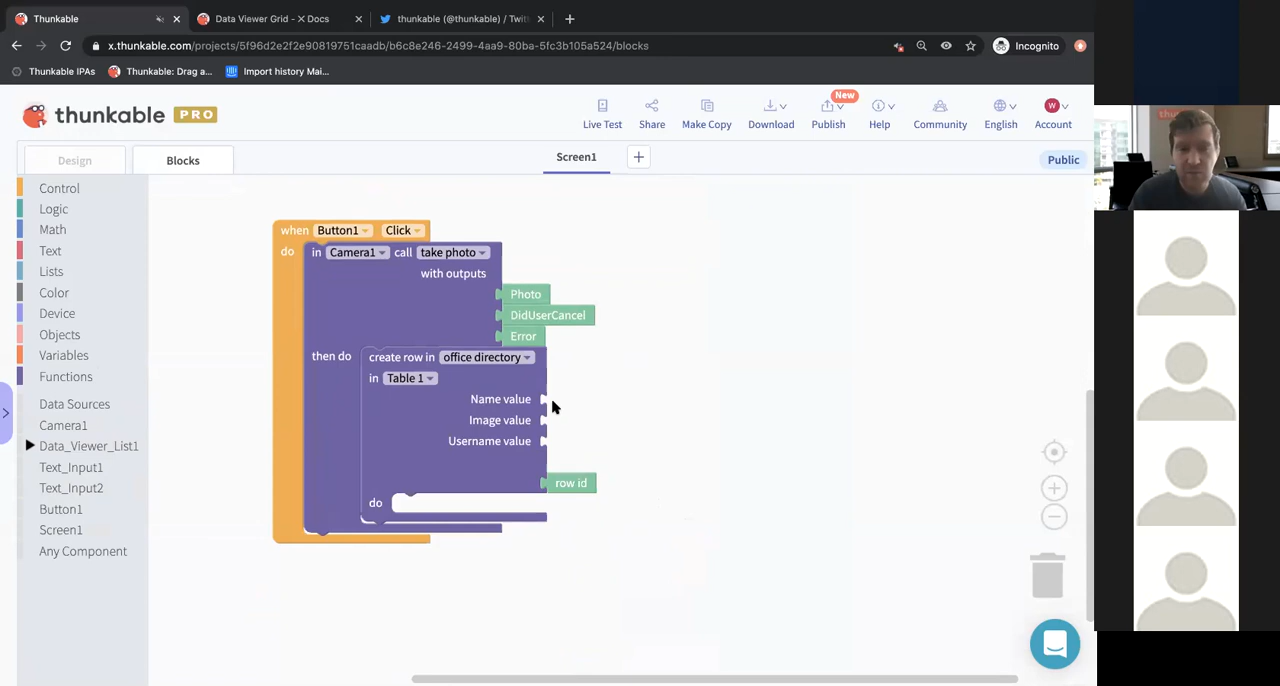 Thunkable
Data Viewer Grid - X Docs
thunkable (@thunkable) / Twit
x.thunkable.com/projects/5f96d2e2f2e90819751caadb/b6c8e246-2499-4aa9-80ba-5fc3b105a524/blocks
Incognito
Thunkable IPAs
Thunkable: Drag a...
Import history Mai...
thunkable PRO
New
Live Test
Share
Make Copy
Download
Publish
Help
Community
English
W
Account
Design
Blocks
Screen1
Public
Control
Logic
Math
Text
Lists
Color
Device
Objects
Variables
Functions
Data Sources
Camera1
Data_Viewer_List1
Text_Input1
Text_Input2
Button1
Screen1
Any Component
when Button1 Click
do in Camera1 call take photo
with outputs
Photo
DidUserCancel
Error
then do create row in office directory
in Table 1
Name value
Image value
Username value
row id
do